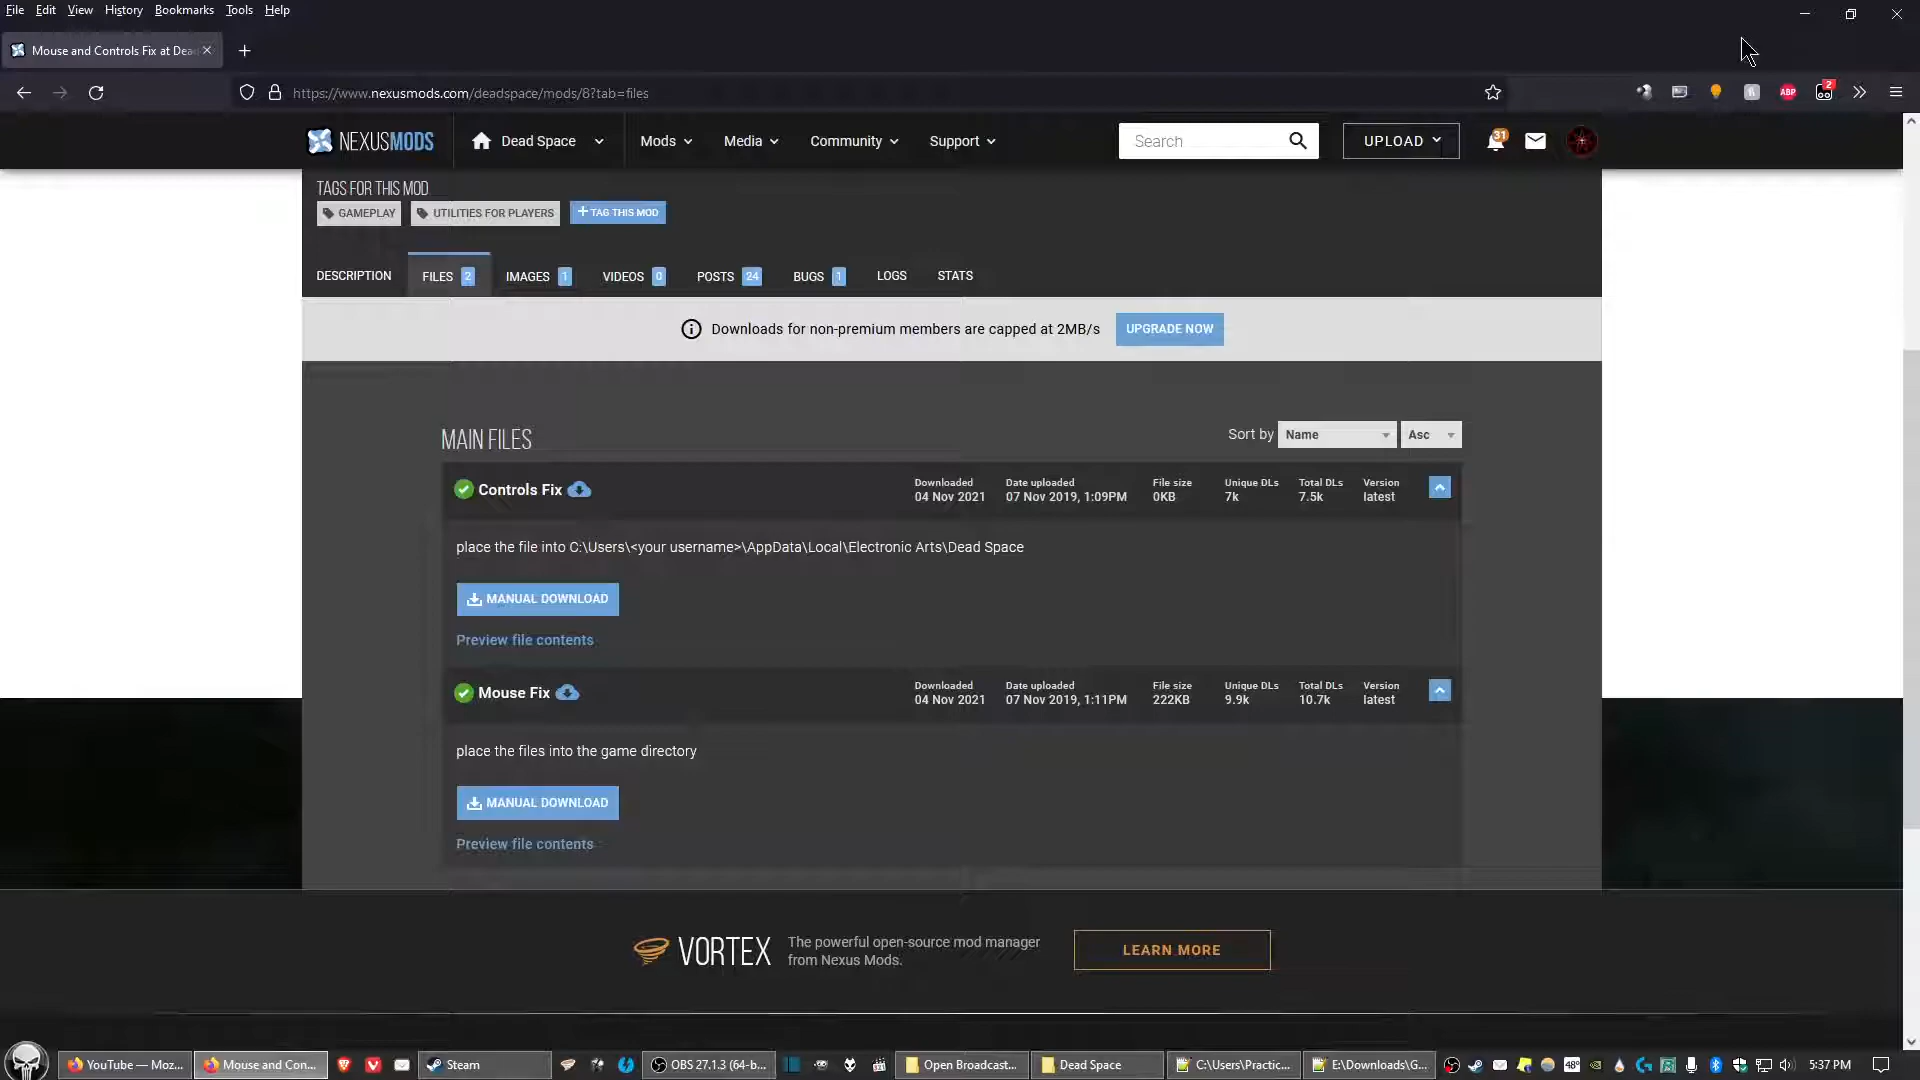 File Edit View History Bookmarks Tools Help
Mouse and Controls Fix at Dea
https://www.nexusmods.com/deadspace/mods/8?tab=files
ABP
2
NEXUSMODS
Dead Space
Mods
Media
Community
Support
Search
UPLOAD
31
TAGS FOR THIS MOD
GAMEPLAY
UTILITIES FOR PLAYERS
+ TAG THIS MOD
DESCRIPTION
FILES 2
IMAGES 1
VIDEOS 0
POSTS 24
BUGS 1
LOGS
STATS
Downloads for non-premium members are capped at 2MB/s
UPGRADE NOW
MAIN FILES
Sort by Name Asc
Controls Fix
Downloaded Date uploaded File size Unique DLs Total DLs Version
04 Nov 2021 07 Nov 2019, 1:09PM 0KB 7k 7.5k latest
place the file into C:\Users\<your username>\AppData\Local\Electronic Arts\Dead Space
MANUAL DOWNLOAD
Preview file contents
Mouse Fix
Downloaded Date uploaded File size Unique DLs Total DLs Version
04 Nov 2021 07 Nov 2019, 1:11PM 222KB 9.9k 10.7k latest
place the files into the game directory
MANUAL DOWNLOAD
Preview file contents
VORTEX
The powerful open-source mod manager
from Nexus Mods.
LEARN MORE
YouTube — Moz...
Mouse and Con...
Steam
OBS 27.1.3 (64-b...
Open Broadcast...
Dead Space
C:\Users\Practic...
E:\Downloads\G...
48°
5:37 PM